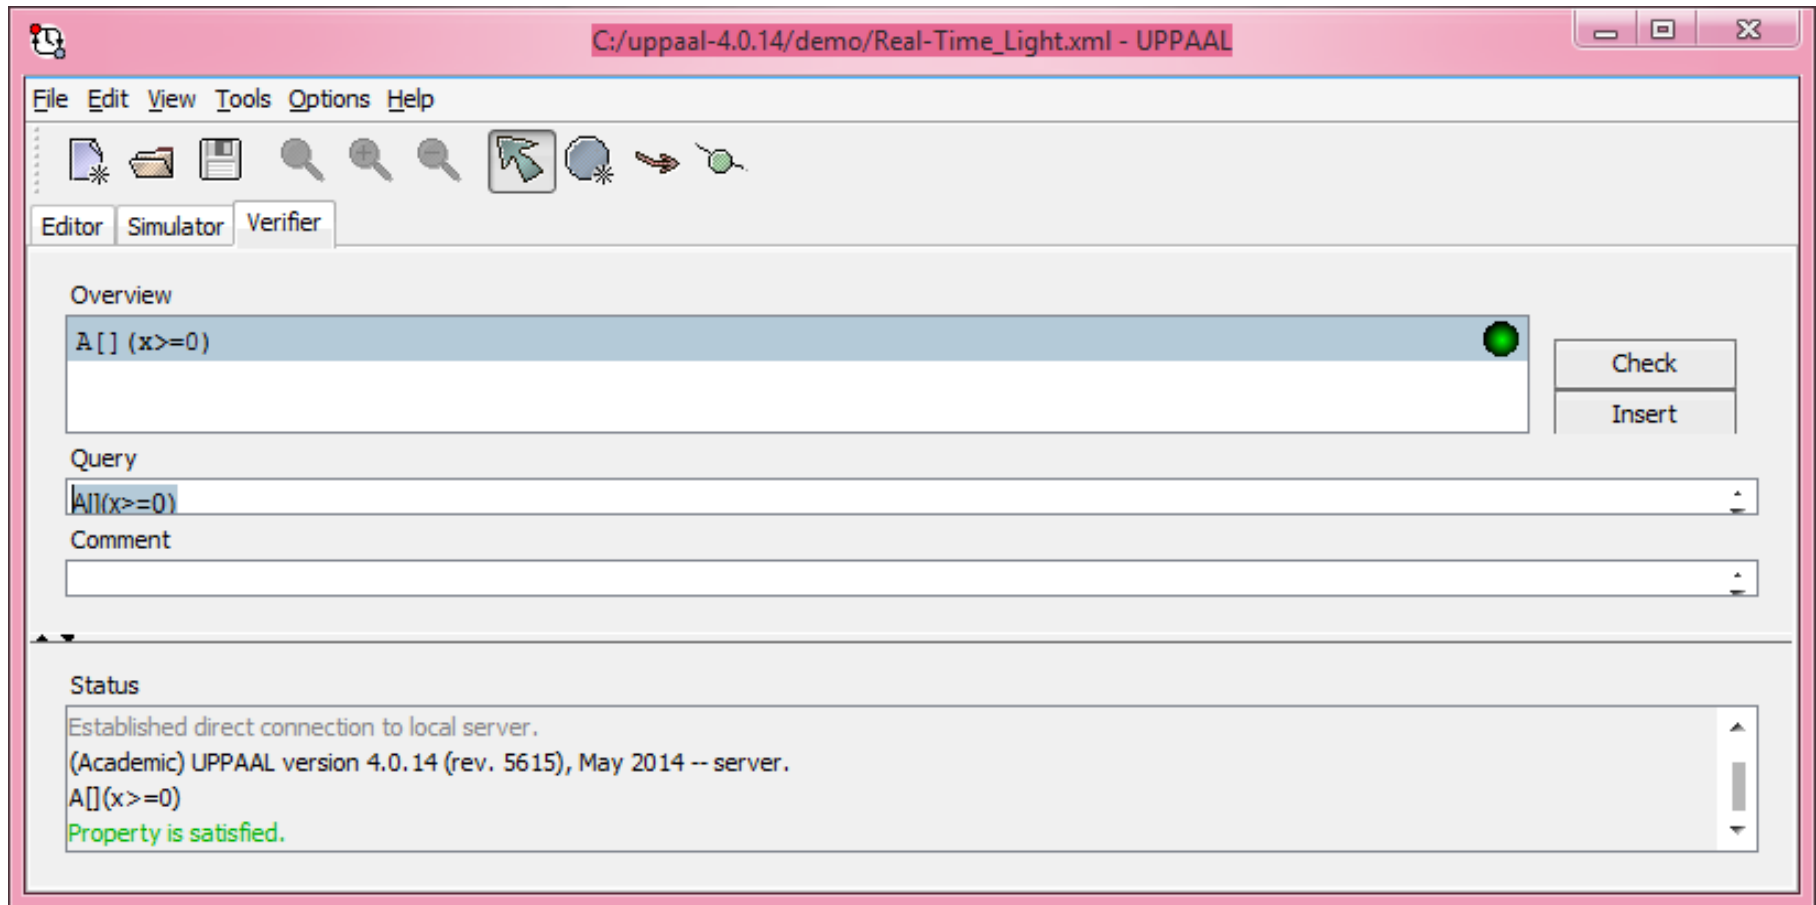 C:/uppaal-4.0.14/demo/Real-Time_Light.xml - UPPAAL
File Edit View Tools Options Help
Editor Simulator Verifier
Overview
A[](x>=0)
Check
Insert
Query
A[](x>=0)
Comment
Status
Established direct connection to local server.
(Academic) UPPAAL version 4.0.14 (rev. 5615), May 2014 -- server.
A[](x>=0)
Property is satisfied.